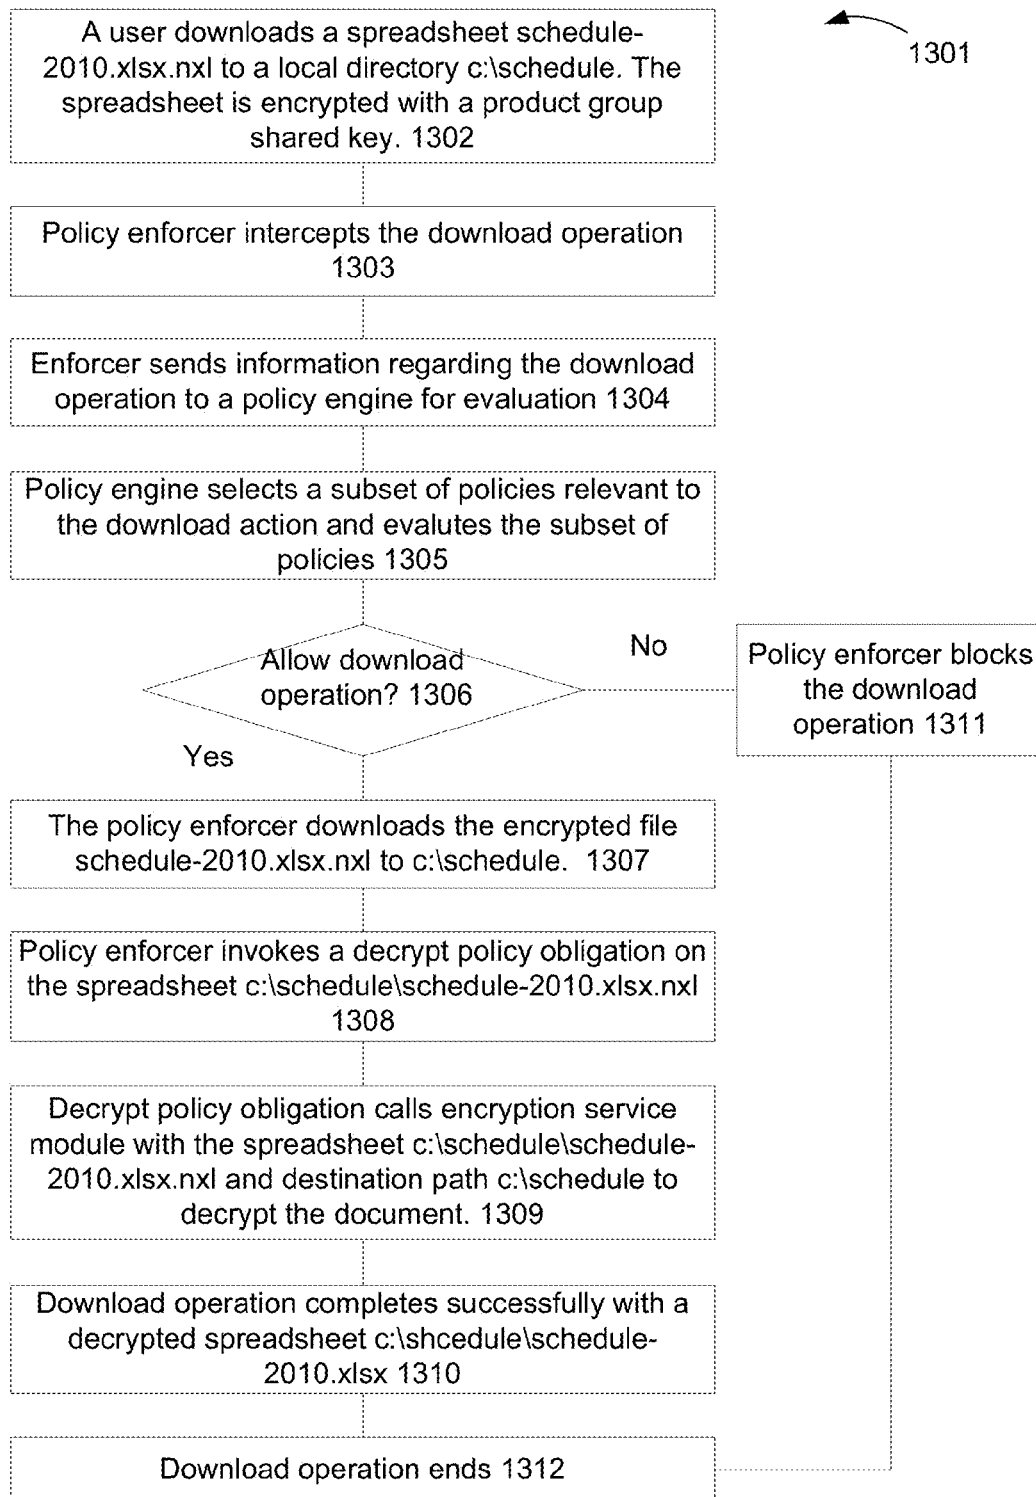 A user downloads a spreadsheet schedule-
2010.xlsx.nxl to a local directory c:\schedule. The
spreadsheet is encrypted with a product group
shared key. 1302
1301
Policy enforcer intercepts the download operation
1303
Enforcer sends information regarding the download
operation to a policy engine for evaluation 1304
Policy engine selects a subset of policies relevant to
the download action and evalutes the subset of
policies 1305
Allow download
operation? 1306
No
Policy enforcer blocks
the download
operation 1311
Yes
The policy enforcer downloads the encrypted file
schedule-2010.xlsx.nxl to c:\schedule. 1307
Policy enforcer invokes a decrypt policy obligation on
the spreadsheet c:\schedule\schedule-2010.xlsx.nxl
1308
Decrypt policy obligation calls encryption service
module with the spreadsheet c:\schedule\schedule-
2010.xlsx.nxl and destination path c:\schedule to
decrypt the document. 1309
Download operation completes successfully with a
decrypted spreadsheet c:\shcedule\schedule-
2010.xlsx 1310
Download operation ends 1312